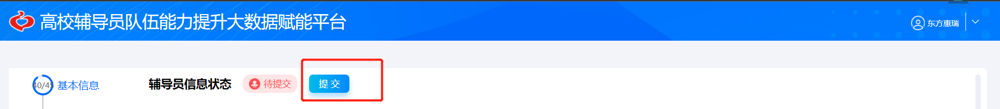 高校辅导员队伍能力提升大数据赋能平台
东方惠瑞
40/45 基本信息
辅导员信息状态 待提交 提交